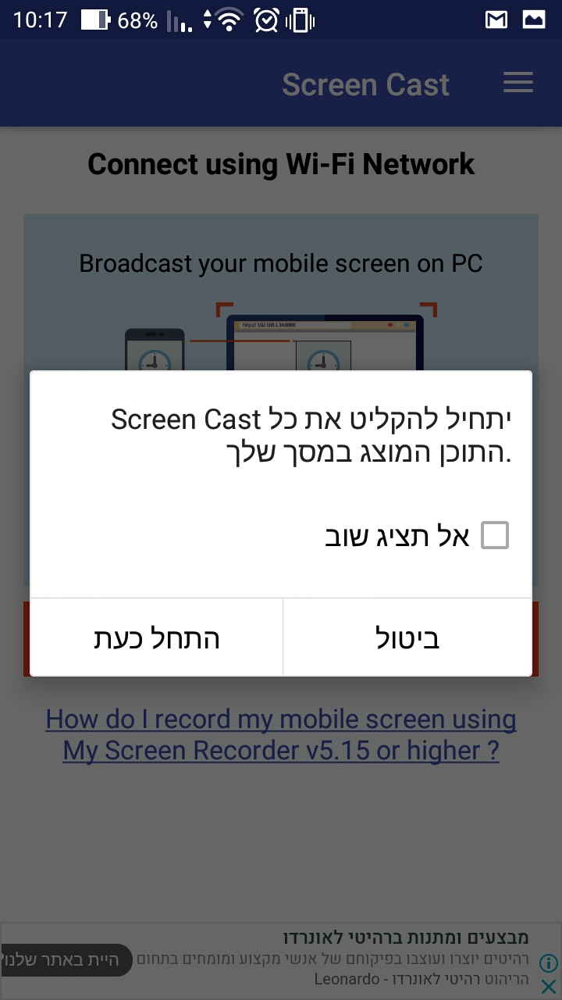 10:17 68%
Screen Cast
Connect using Wi-Fi Network
Broadcast your mobile screen on PC
http:// 192.168.1.34:8888
Screen Cast יתחיל להקליט את כל
התוכן המוצג במסך שלך.
אל תציג שוב
התחל כעת
ביטול
How do I record my mobile screen using
My Screen Recorder v5.15 or higher ?
מבצעים ומתנות ברהיטי לאונרדו
רהיטים יוצרו ועוצבו בפיקוחם של אנשי מקצוע ומומחים בתחום
הריהוט רהיטי לאונרדו - Leonardo
היית באתר שלנו?